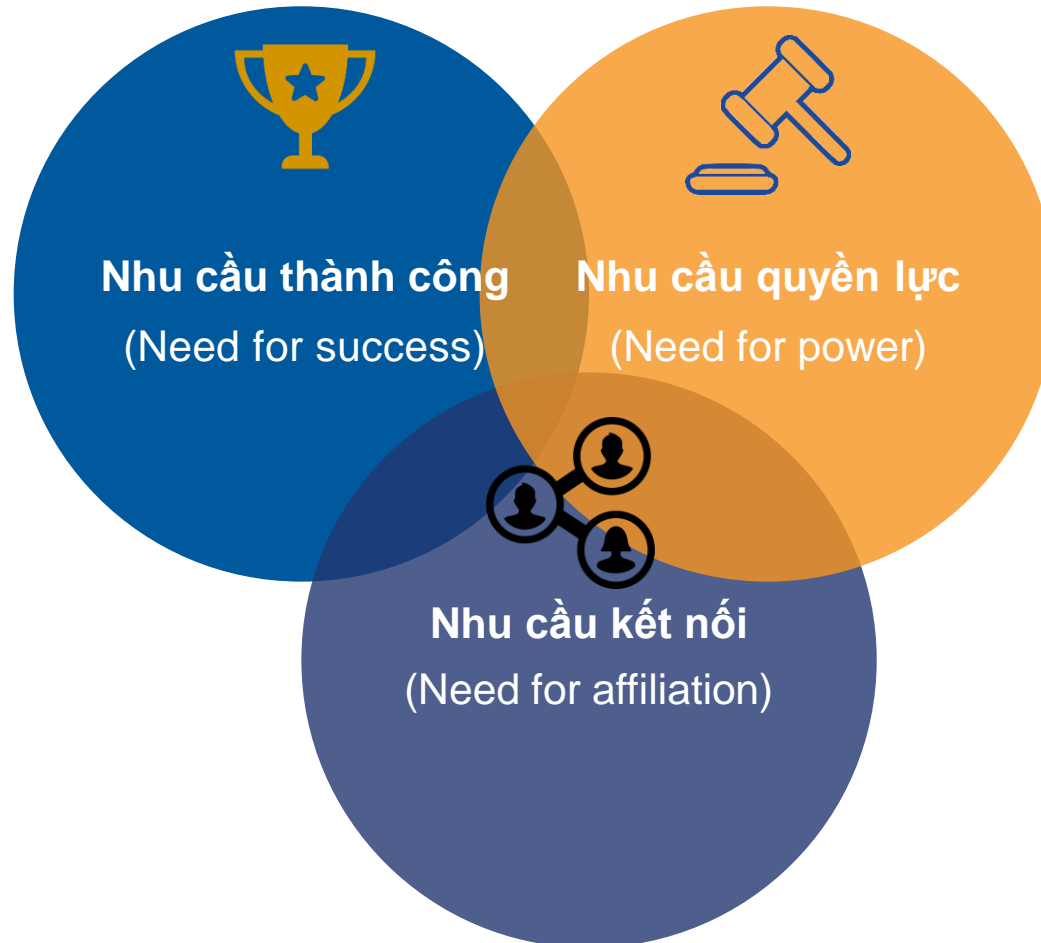 Nhu cầu thành công
(Need for success)
Nhu cầu quyền lực
(Need for power)
Nhu cầu kết nối
(Need for affiliation)